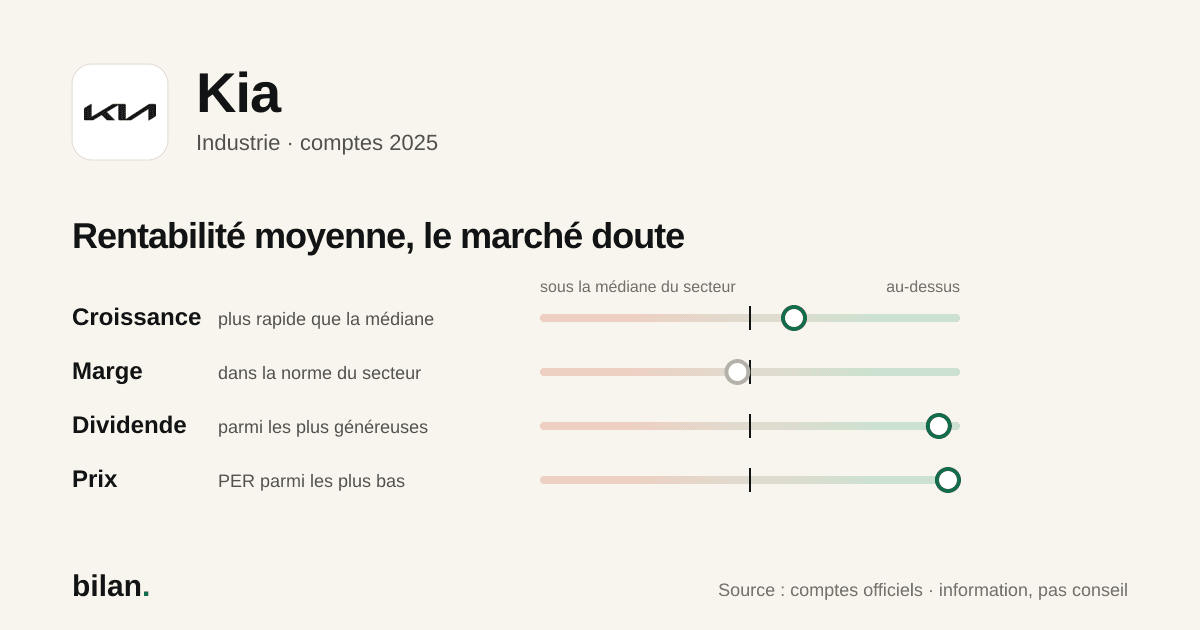 KIA
Kia
Industrie · comptes 2025
Rentabilité moyenne, le marché doute
sous la médiane du secteur au-dessus
Croissance plus rapide que la médiane
Marge dans la norme du secteur
Dividende parmi les plus généreuses
Prix PER parmi les plus bas
bilan.
Source : comptes officiels · information, pas conseil